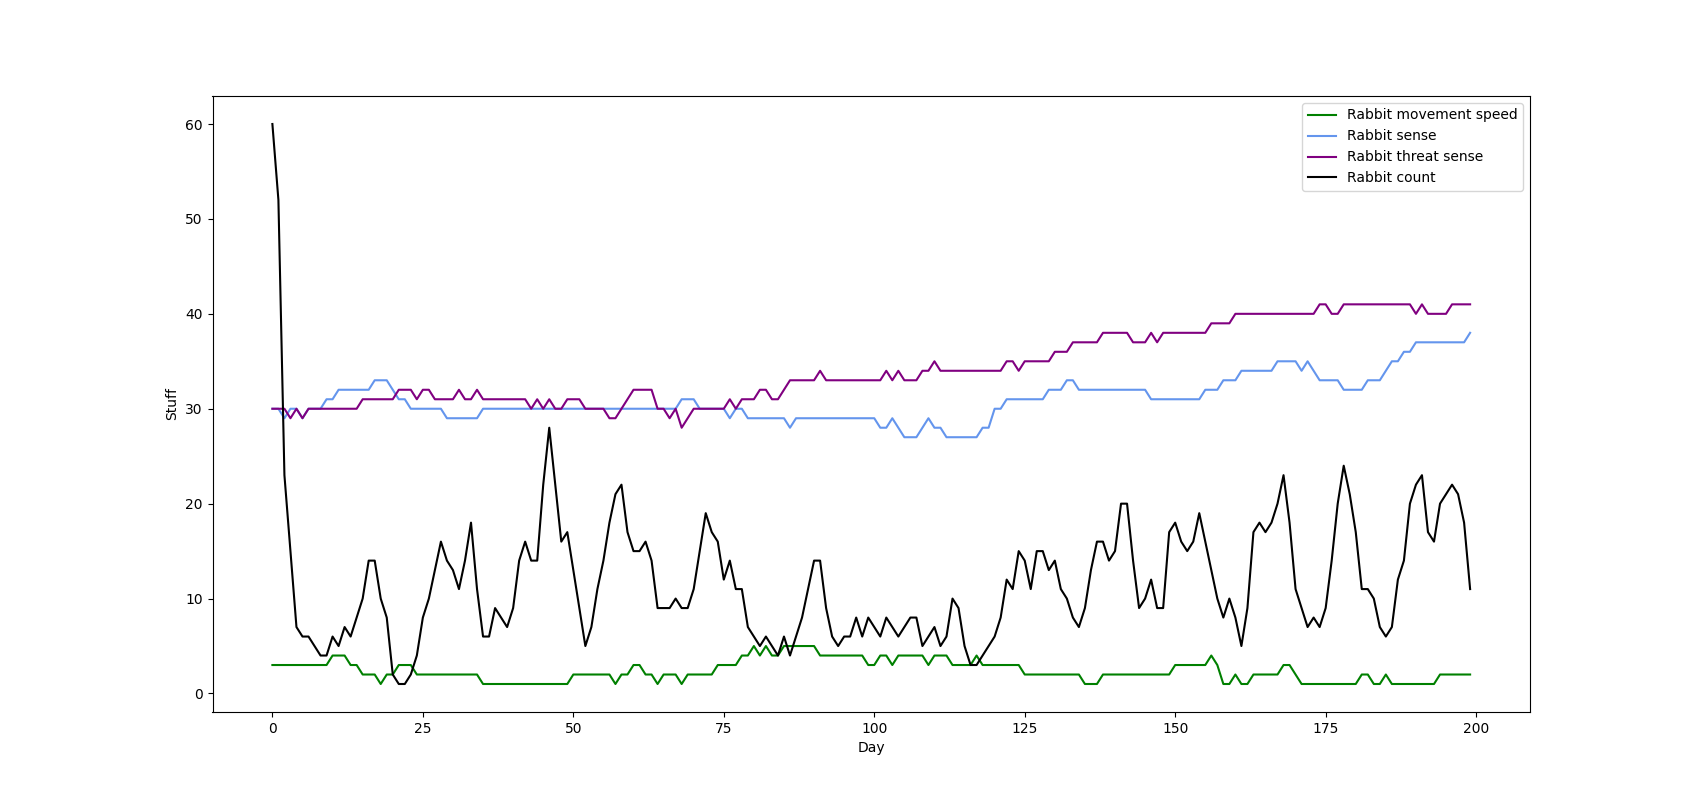 Rabbit movement speed
Rabbit sense
Rabbit threat sense
Rabbit count
60
50
40
30
20
10
0
Stuff
0 25 50 75 100 125 150 175 200
Day